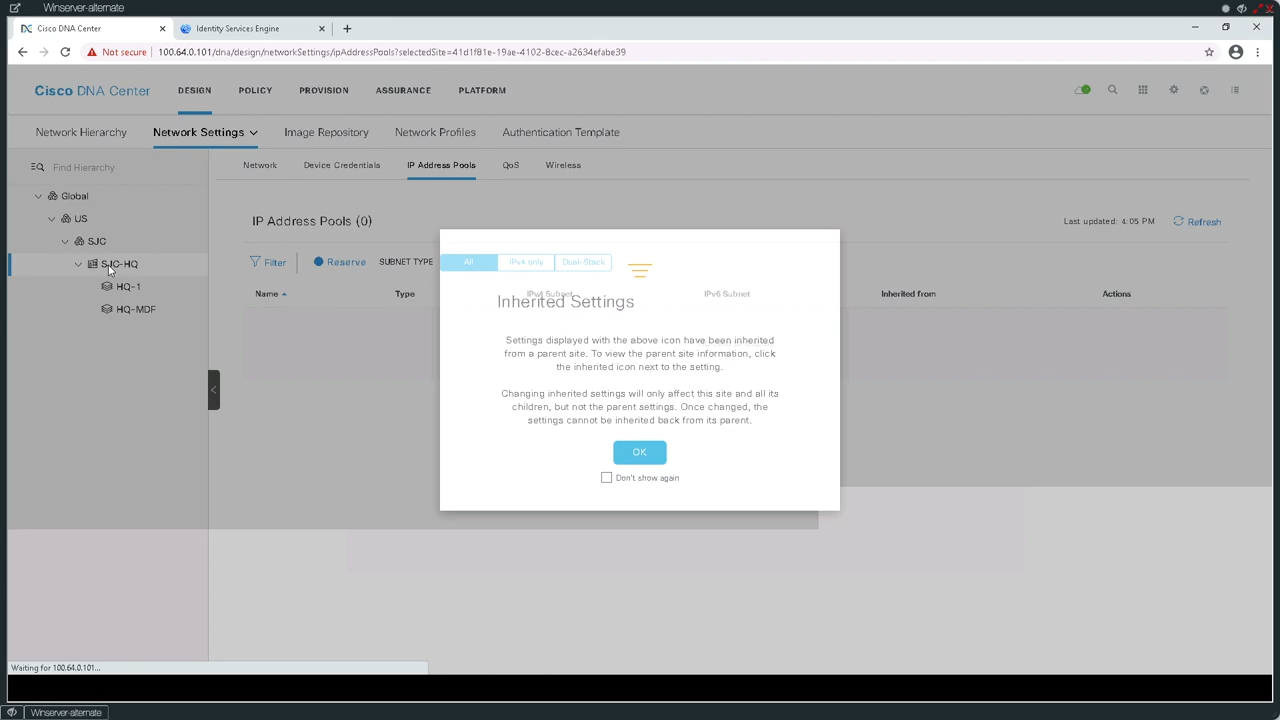 Winserver-alternate
Cisco DNA Center
Identity Services Engine
Not secure
100.64.0.101/dna/design/networkSettings/ipAddressPools?selectedSite=41d1f81e-19ae-4102-8cec-a2634efabe39
Cisco DNA Center
DESIGN
POLICY
PROVISION
ASSURANCE
PLATFORM
Network Hierarchy
Network Settings
Image Repository
Network Profiles
Authentication Template
Find Hierarchy
Network
Device Credentials
IP Address Pools
QoS
Wireless
Global
US
SJC
SJC-HQ
HQ-1
HQ-MDF
IP Address Pools (0)
Last updated: 4:05 PM
Refresh
Filter
Reserve
SUBNET TYPE
All
IPv4 only
Dual-Stack
Name
Type
IPv4 Subnet
IPv6 Subnet
Inherited from
Actions
Inherited Settings
Settings displayed with the above icon have been inherited
from a parent site. To view the parent site information, click
the inherited icon next to the setting.
Changing inherited settings will only affect this site and all its
children, but not the parent settings. Once changed, the
settings cannot be inherited back from its parent.
OK
Don't show again
Waiting for 100.64.0.101...
Winserver-alternate